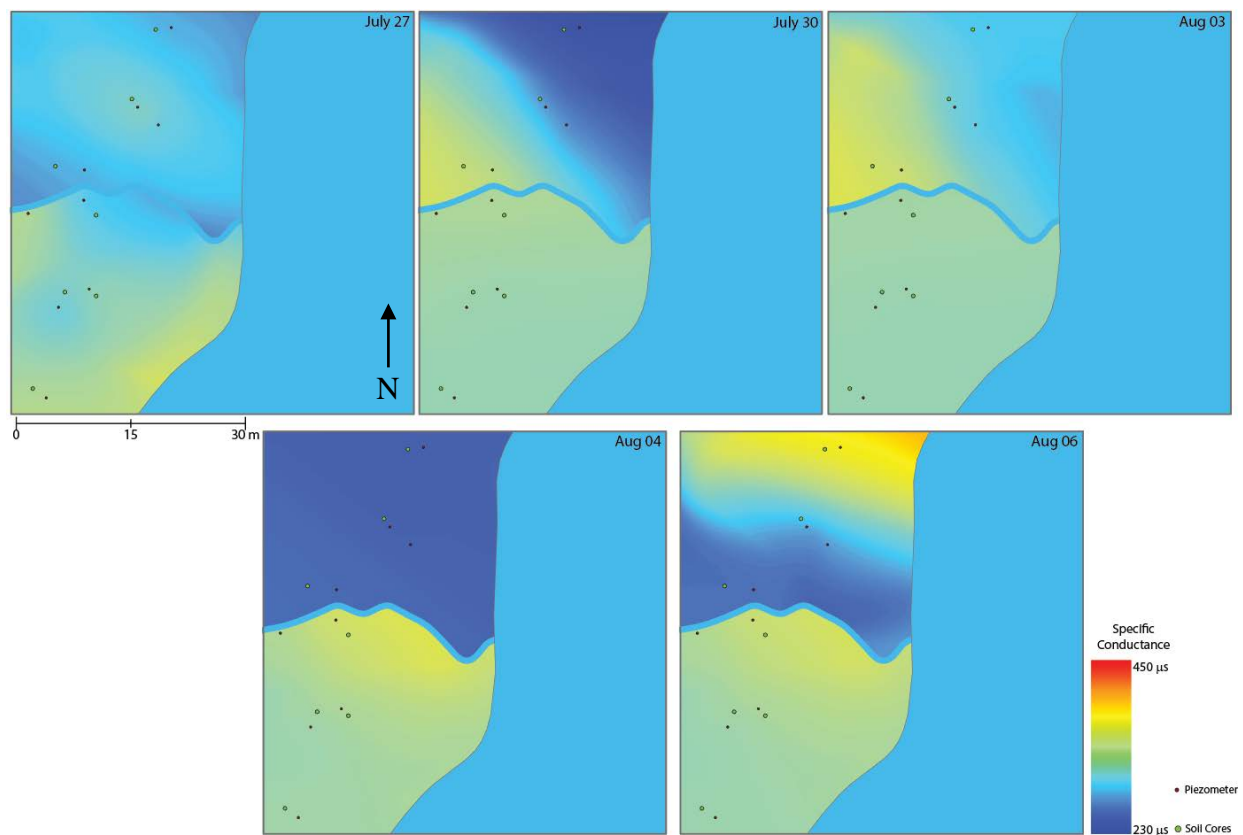 July 27
July 30
Aug 03
N
0
15
30 m
Aug 04
Aug 06
Specific
Conductance
450 µs
230 µs
Piezometer
Soil Cores